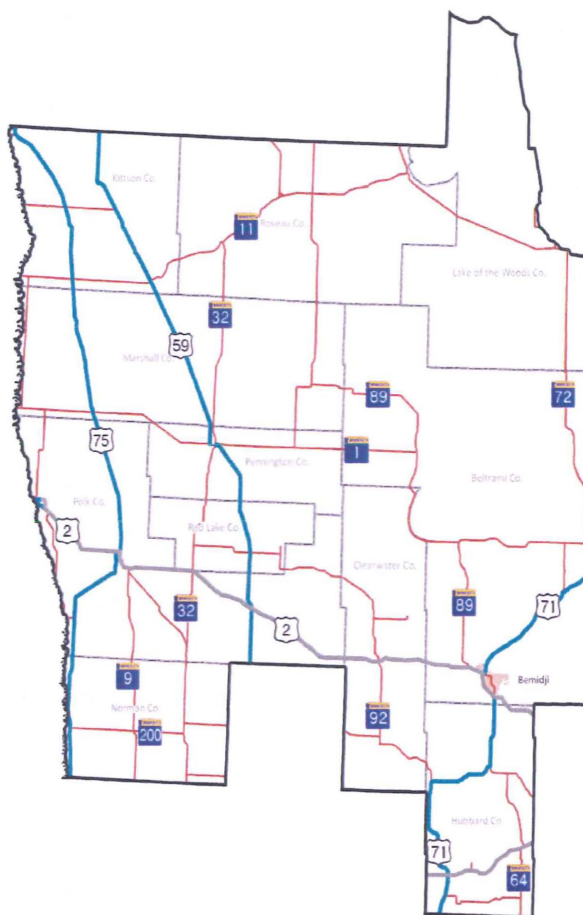 Kittson Co.
11
Roseau Co.
Lake of the Woods Co.
32
59
Marshall Co.
89
72
75
1
Pennington Co.
Beltrami Co.
Polk Co.
2
Red Lake Co.
Clearwater Co.
32
89
71
2
9
Bemidji
92
Norman Co.
200
Hubbard Co.
71
64